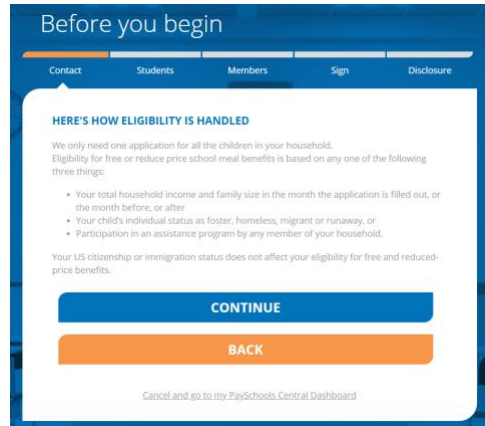 Before you begin
Contact Students Members Sign Disclosure
HERE'S HOW ELIGIBILITY IS HANDLED
We only need one application for all the children in your household.
Eligibility for free or reduce price school meal benefits is based on any one of the following
three things:
• Your total household income and family size in the month the application is filled out, or
the month before, or after
• Your child's individual status as foster, homeless, migrant or runaway, or
• Participation in an assistance program by any member of your household.
Your US citizenship or immigration status does not affect your eligibility for free and reduced-
price benefits.
CONTINUE
BACK
Cancel and go to my PaySchools Central Dashboard